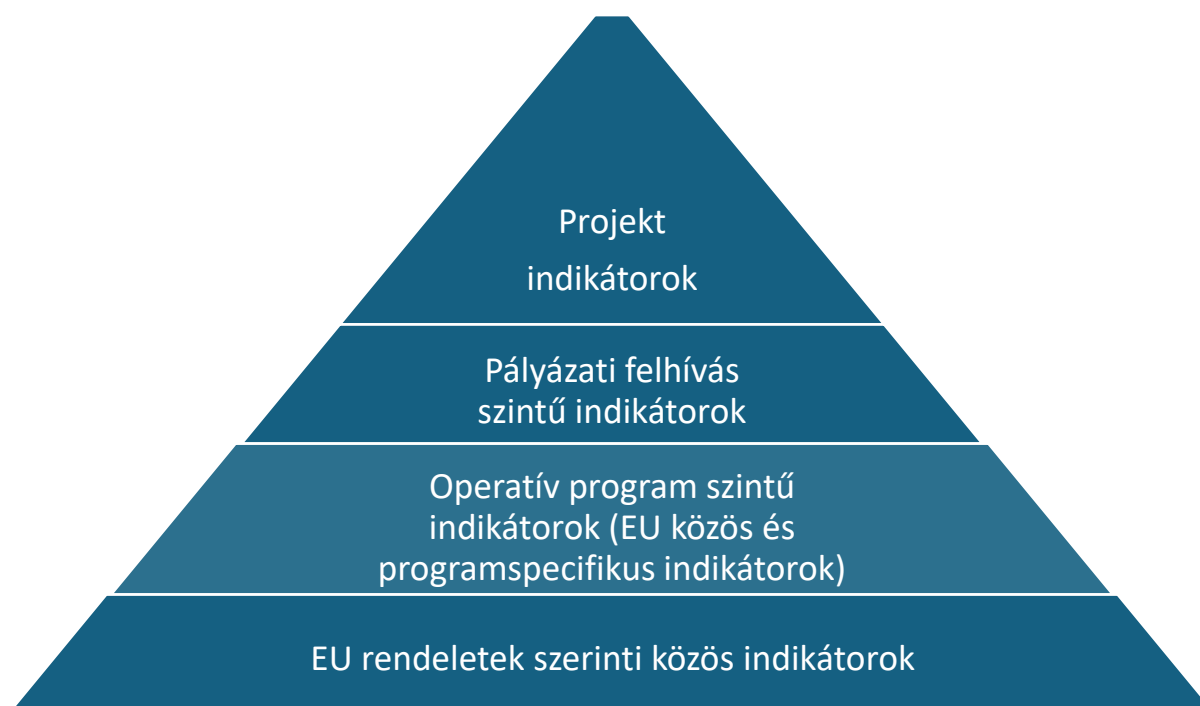 Projekt
indikátorok
Pályázati felhívás
szintű indikátorok
Operatív program szintű
indikátorok (EU közös és
programspecifikus indikátorok)
EU rendeletek szerinti közös indikátorok